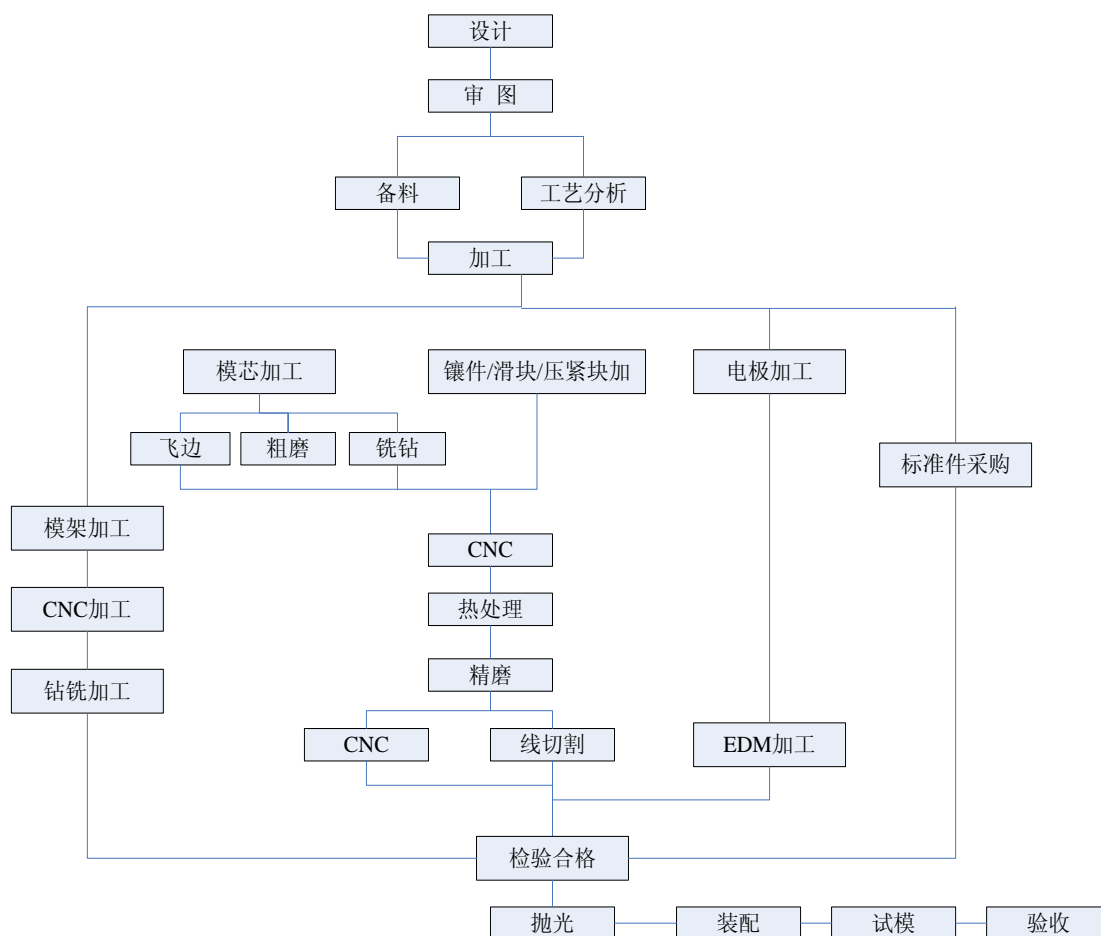 设计
审 图
备料
工艺分析
加工
模芯加工
镶件/滑块/压紧块加
电极加工
飞边
粗磨
铣钻
标准件采购
模架加工
CNC
CNC加工
热处理
精磨
钻铣加工
CNC
线切割
EDM加工
检验合格
抛光
装配
试模
验收